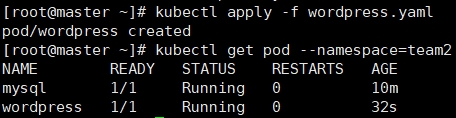 [root@master ~]# kubectl apply -f wordpress.yaml
pod/wordpress created
[root@master ~]# kubectl get pod --namespace=team2
NAME READY STATUS RESTARTS AGE
mysql 1/1 Running 0 10m
wordpress 1/1 Running 0 32s